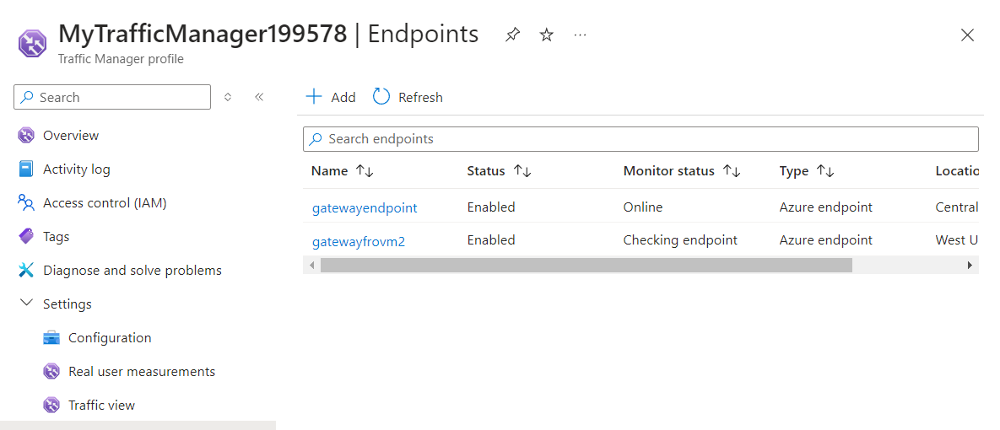 MyTrafficManager199578 | Endpoints ...
Traffic Manager profile
Search
Add Refresh
Overview
Search endpoints
Activity log
Name Status Monitor status Type Locatio
Access control (IAM)
gatewayendpoint Enabled Online Azure endpoint Central
Tags
gatewayfrovm2 Enabled Checking endpoint Azure endpoint West U
Diagnose and solve problems
Settings
Configuration
Real user measurements
Traffic view